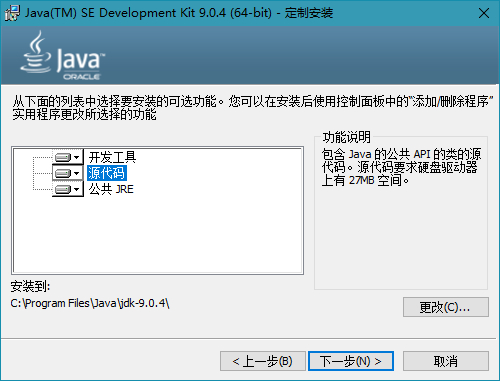 Java(TM) SE Development Kit 9.0.4 (64-bit) - 定制安装
Java
ORACLE
从下面的列表中选择要安装的可选功能。您可以在安装后使用控制面板中的“添加/删除程序”
实用程序更改所选择的功能
开发工具
源代码
公共 JRE
功能说明
包含 Java 的公共 API 的类的源
代码。源代码要求硬盘驱动器
上有 27MB 空间。
安装到:
C:\Program Files\Java\jdk-9.0.4\
更改(C)...
< 上一步(B)
下一步(N) >
取消